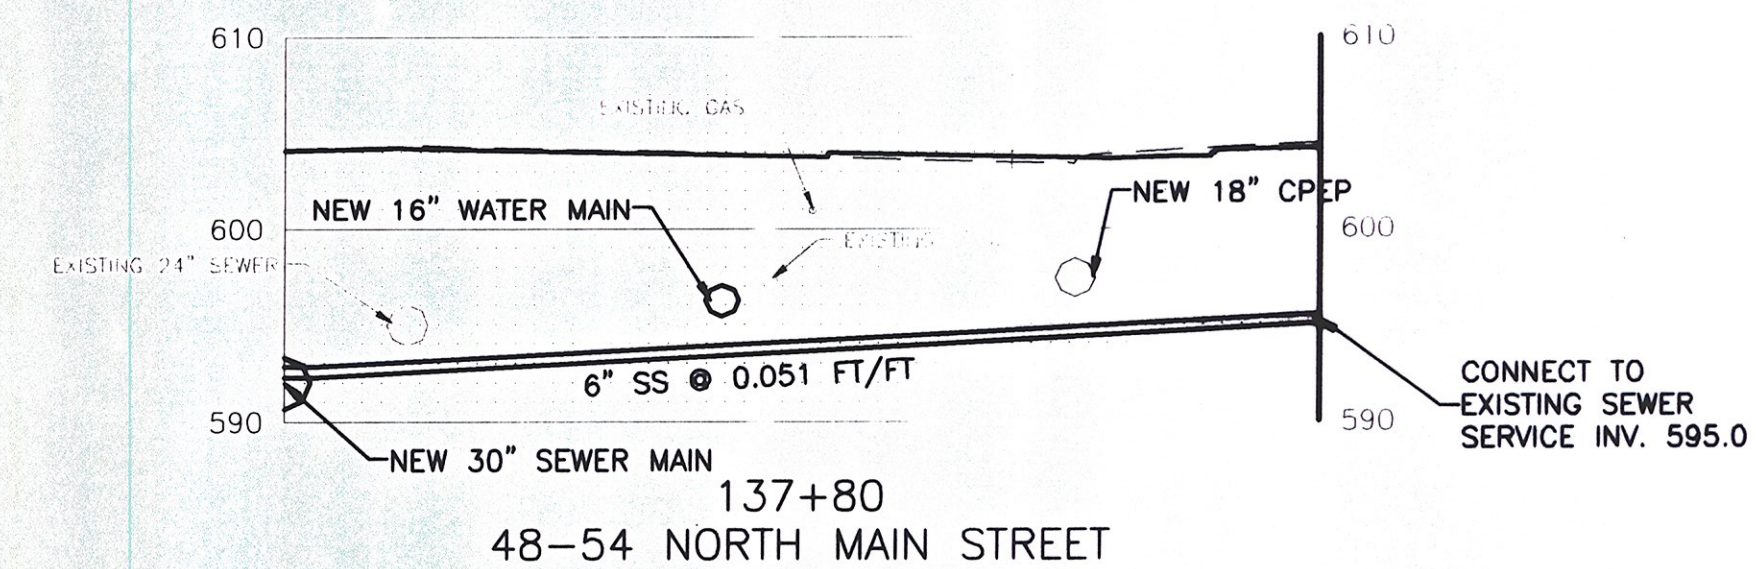 610
610
EXISTING GAS
NEW 16" WATER MAIN
NEW 18" CPEP
600
600
EXISTING
EXISTING 24" SEWER
6" SS @ 0.051 FT/FT
590
590
CONNECT TO
EXISTING SEWER
SERVICE INV. 595.0
NEW 30" SEWER MAIN
137+80
48-54 NORTH MAIN STREET